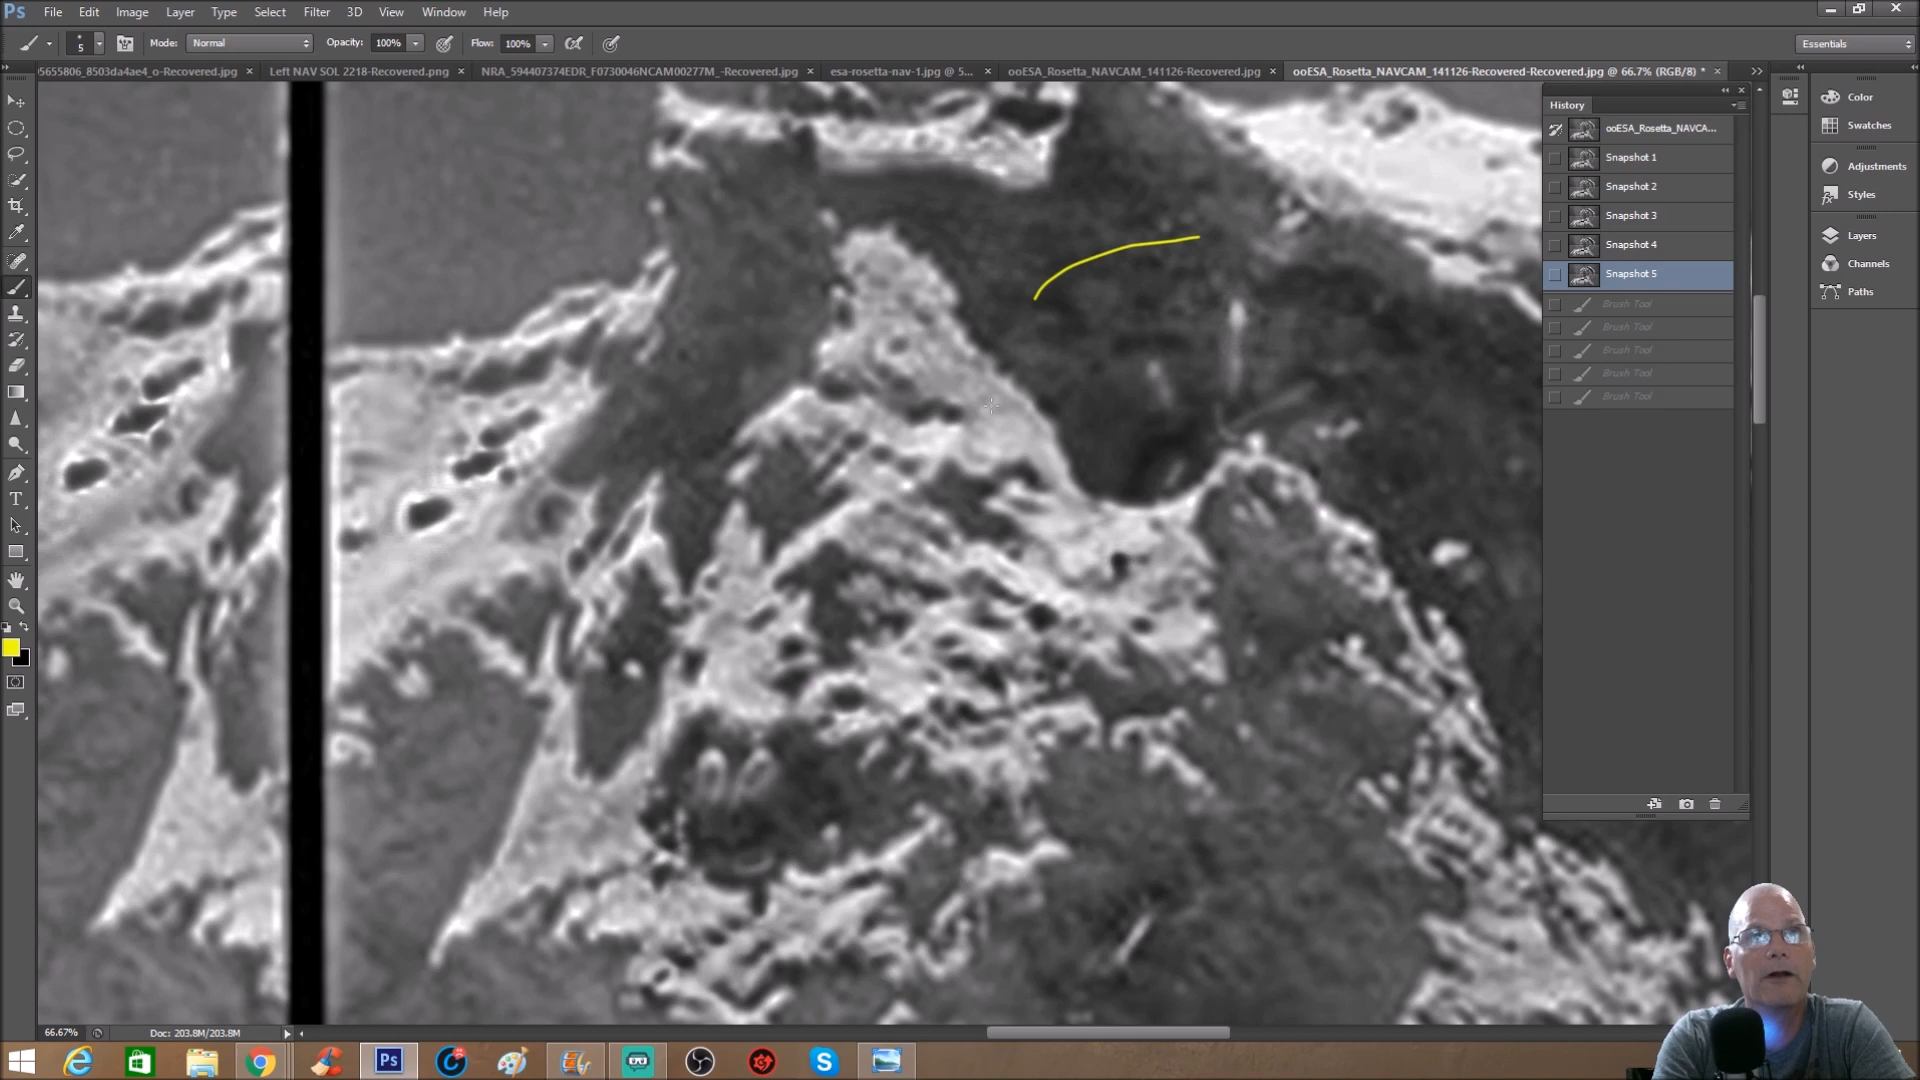 Ps File Edit Image Layer Type Select Filter 3D View Window Help
5 Mode: Normal Opacity: 100% Flow: 100% Essentials
05655806_8503da4ae4_o-Recovered.jpg × Left NAV SOL 2218-Recovered.png × NRA_594407374EDR_F0730046NCAM00277M_-Recovered.jpg × esa-rosetta-nav-1.jpg @ 5... × ooESA_Rosetta_NAVCAM_141126-Recovered.jpg × ooESA_Rosetta_NAVCAM_141126-Recovered-Recovered.jpg @ 66.7% (RGB/8) * ×
History
ooESA_Rosetta_NAVCA...
Snapshot 1
Snapshot 2
Snapshot 3
Snapshot 4
Snapshot 5
Brush Tool
Brush Tool
Brush Tool
Brush Tool
Brush Tool
Color
Swatches
Adjustments
Styles
Layers
Channels
Paths
66.67% Doc: 203.8M/203.8M
Ps